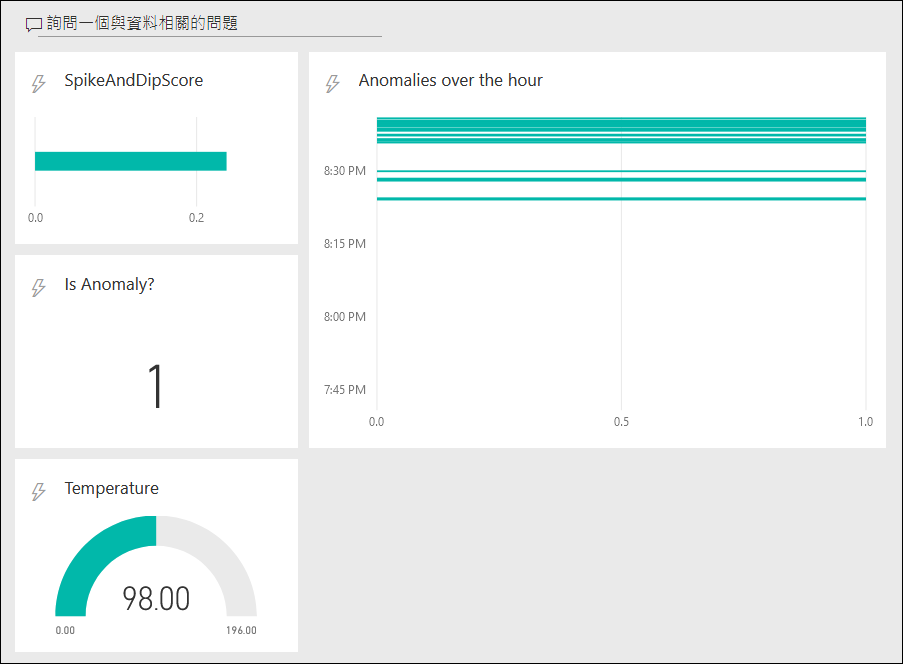 詢問一個與資料相關的問題
SpikeAndDipScore
0.0 0.2
Is Anomaly?
1
Temperature
98.00
0.00 196.00
Anomalies over the hour
8:30 PM
8:15 PM
8:00 PM
7:45 PM
0.0 0.5 1.0